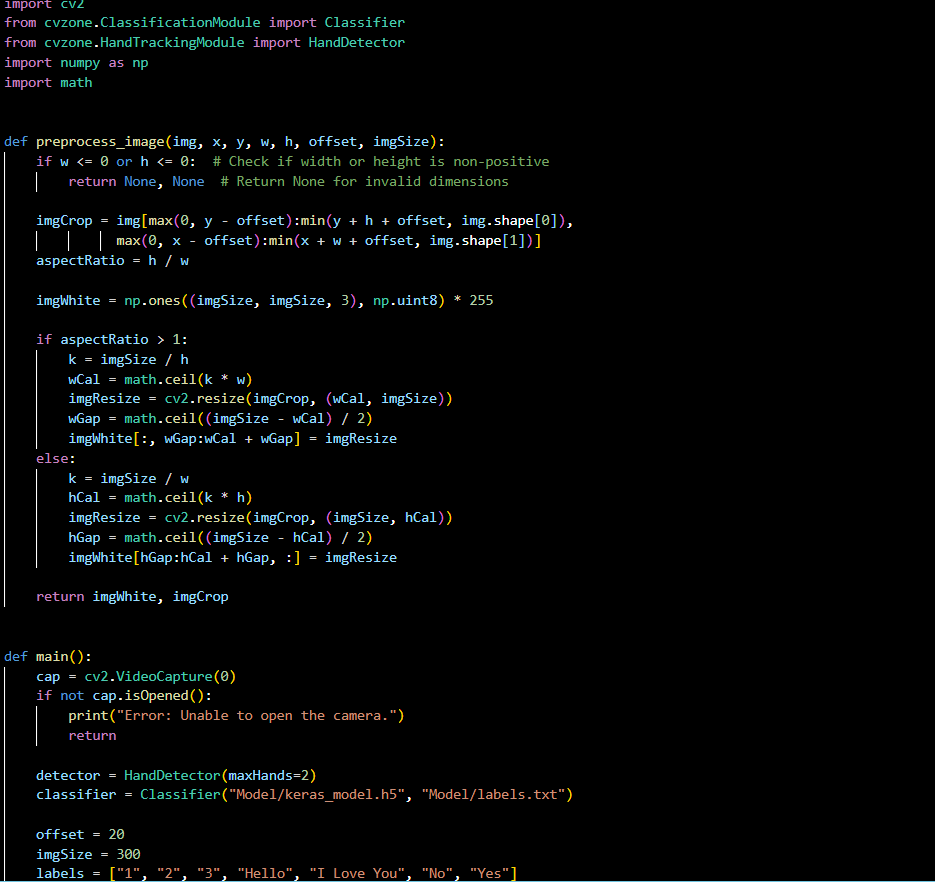 import cv2
from cvzone.ClassificationModule import Classifier
from cvzone.HandTrackingModule import HandDetector
import numpy as np
import math
def preprocess_image(img, x, y, w, h, offset, imgSize):
    if w <= 0 or h <= 0:  # Check if width or height is non-positive
        return None, None  # Return None for invalid dimensions
    imgCrop = img[max(0, y - offset):min(y + h + offset, img.shape[0]),
              max(0, x - offset):min(x + w + offset, img.shape[1])]
    aspectRatio = h / w
    imgWhite = np.ones((imgSize, imgSize, 3), np.uint8) * 255
    if aspectRatio > 1:
        k = imgSize / h
        wCal = math.ceil(k * w)
        imgResize = cv2.resize(imgCrop, (wCal, imgSize))
        wGap = math.ceil((imgSize - wCal) / 2)
        imgWhite[:, wGap:wCal + wGap] = imgResize
    else:
        k = imgSize / w
        hCal = math.ceil(k * h)
        imgResize = cv2.resize(imgCrop, (imgSize, hCal))
        hGap = math.ceil((imgSize - hCal) / 2)
        imgWhite[hGap:hCal + hGap, :] = imgResize
    return imgWhite, imgCrop
def main():
    cap = cv2.VideoCapture(0)
    if not cap.isOpened():
        print("Error: Unable to open the camera.")
        return
    detector = HandDetector(maxHands=2)
    classifier = Classifier("Model/keras_model.h5", "Model/labels.txt")
    offset = 20
    imgSize = 300
    labels = ["1", "2", "3", "Hello", "I Love You", "No", "Yes"]